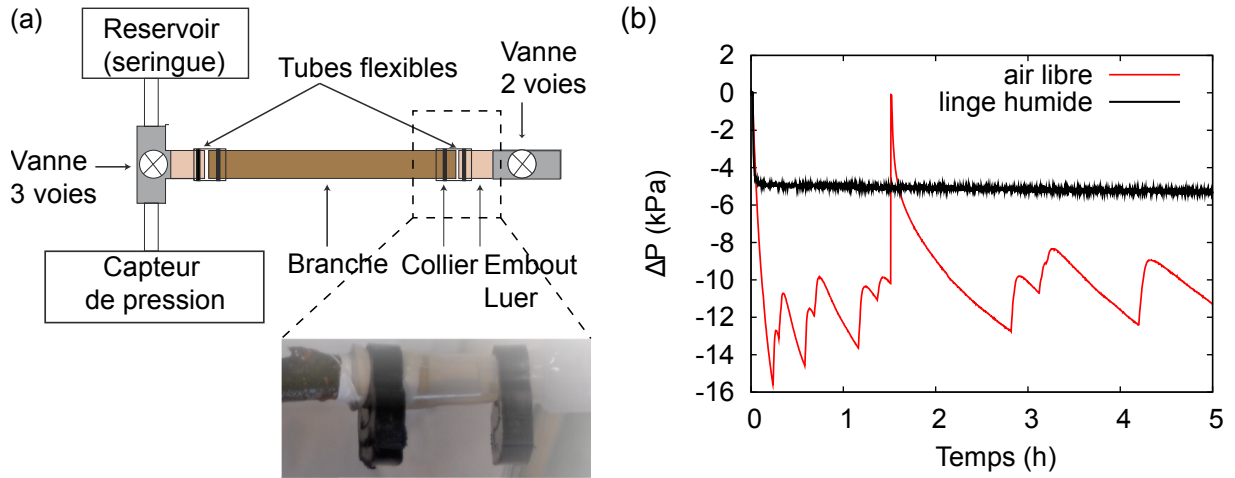 (a)
Reservoir
(seringue)
Tubes flexibles
Vanne
2 voies
Vanne
3 voies
Capteur
de pression
Branche
Collier
Embout
Luer
(b)
air libre
linge humide
ΔP (kPa)
2
0
-2
-4
-6
-8
-10
-12
-14
-16
0
1
2
3
4
5
Temps (h)